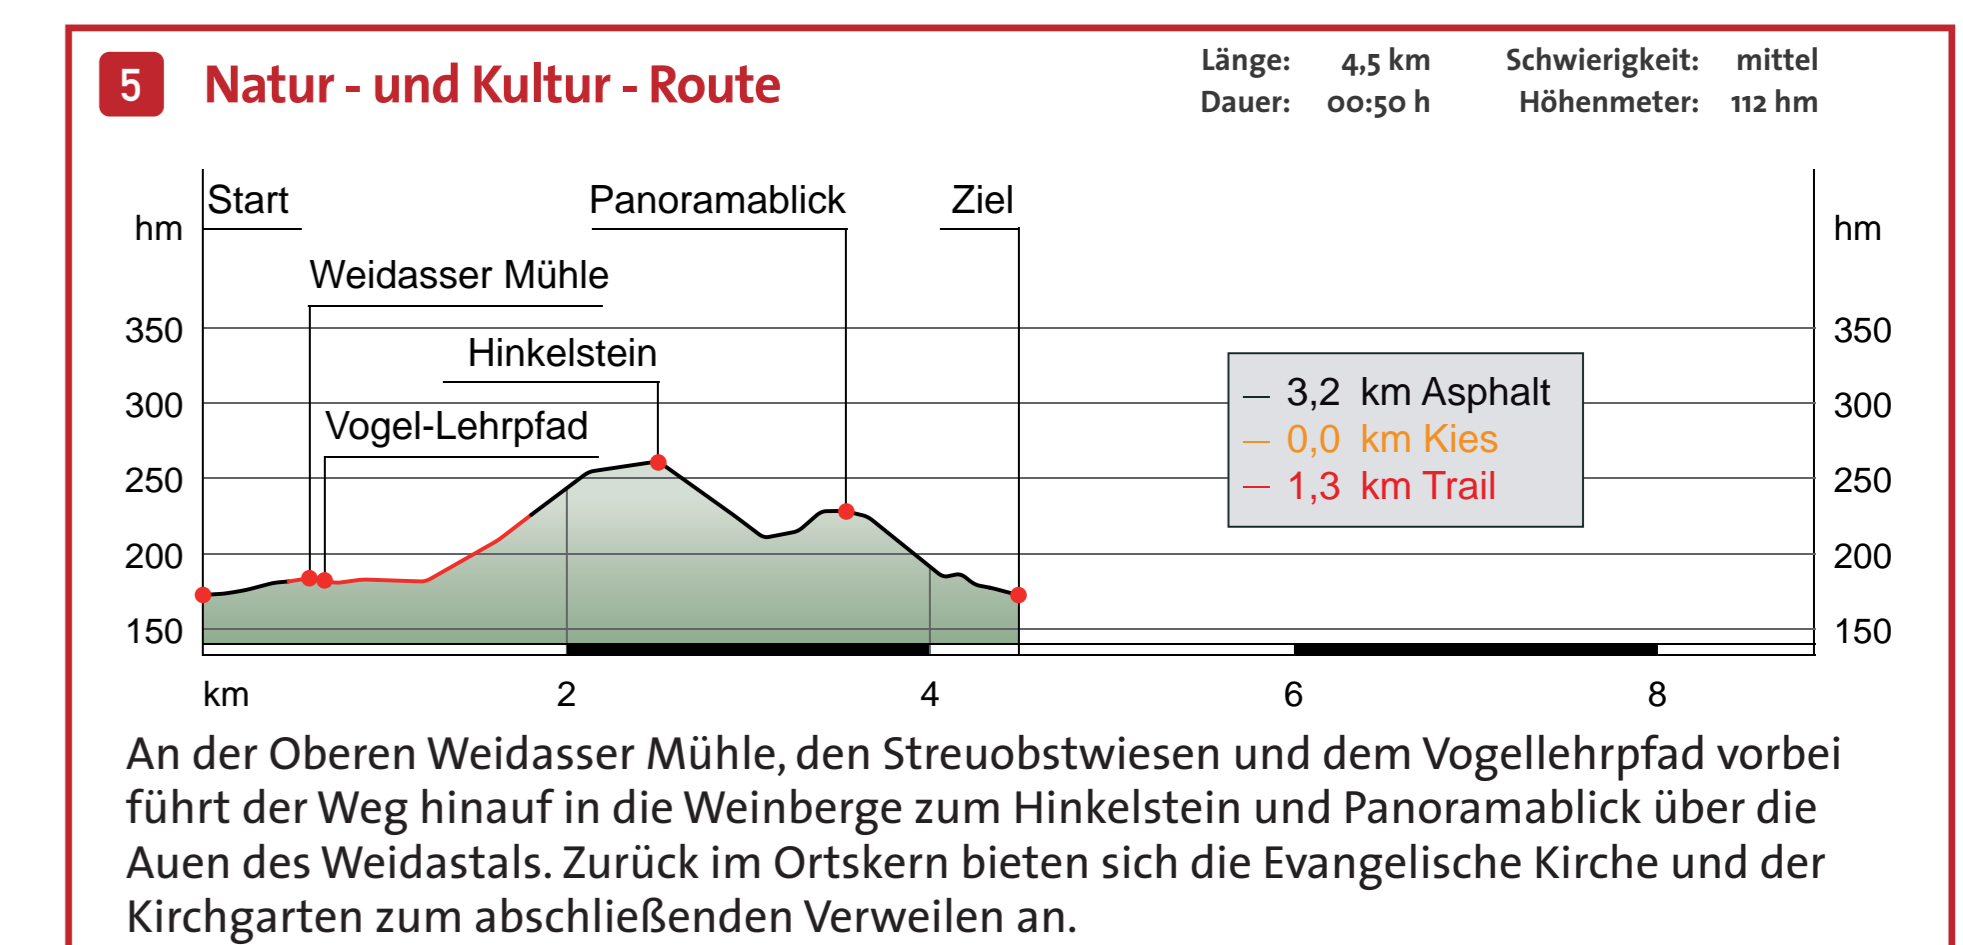 5 Natur - und Kultur - Route
Länge: 4,5 km Schwierigkeit: mittel
Dauer: 00:50 h Höhenmeter: 112 hm
Start Panoramablick Ziel
hm hm
Weidasser Mühle
350 350
Hinkelstein
300 300
Vogel-Lehrpfad
3,2 km Asphalt
0,0 km Kies
1,3 km Trail
250 250
200 200
150 150
km 2 4 6 8
An der Oberen Weidasser Mühle, den Streuobstwiesen und dem Vogellehrpfad vorbei
führt der Weg hinauf in die Weinberge zum Hinkelstein und Panoramablick über die
Auen des Weidastals. Zurück im Ortskern bieten sich die Evangelische Kirche und der
Kirchgarten zum abschließenden Verweilen an.